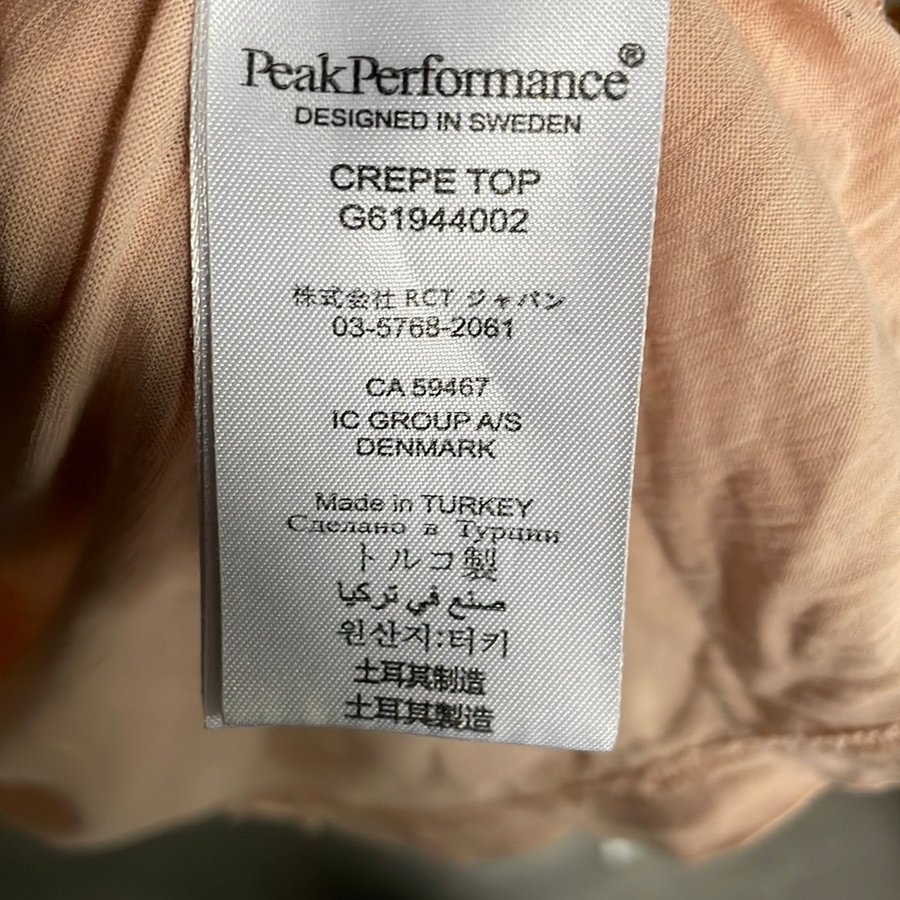 PeakPerformance®
DESIGNED IN SWEDEN
CREPE TOP
G61944002
株式会社 RCT ジャパン
03-5768-2061
CA 59467
IC GROUP A/S
DENMARK
Made in TURKEY
Сделано в Турции
トルコ製
صنع في تركيا
원산지:터키
土耳其制造
土耳其製造